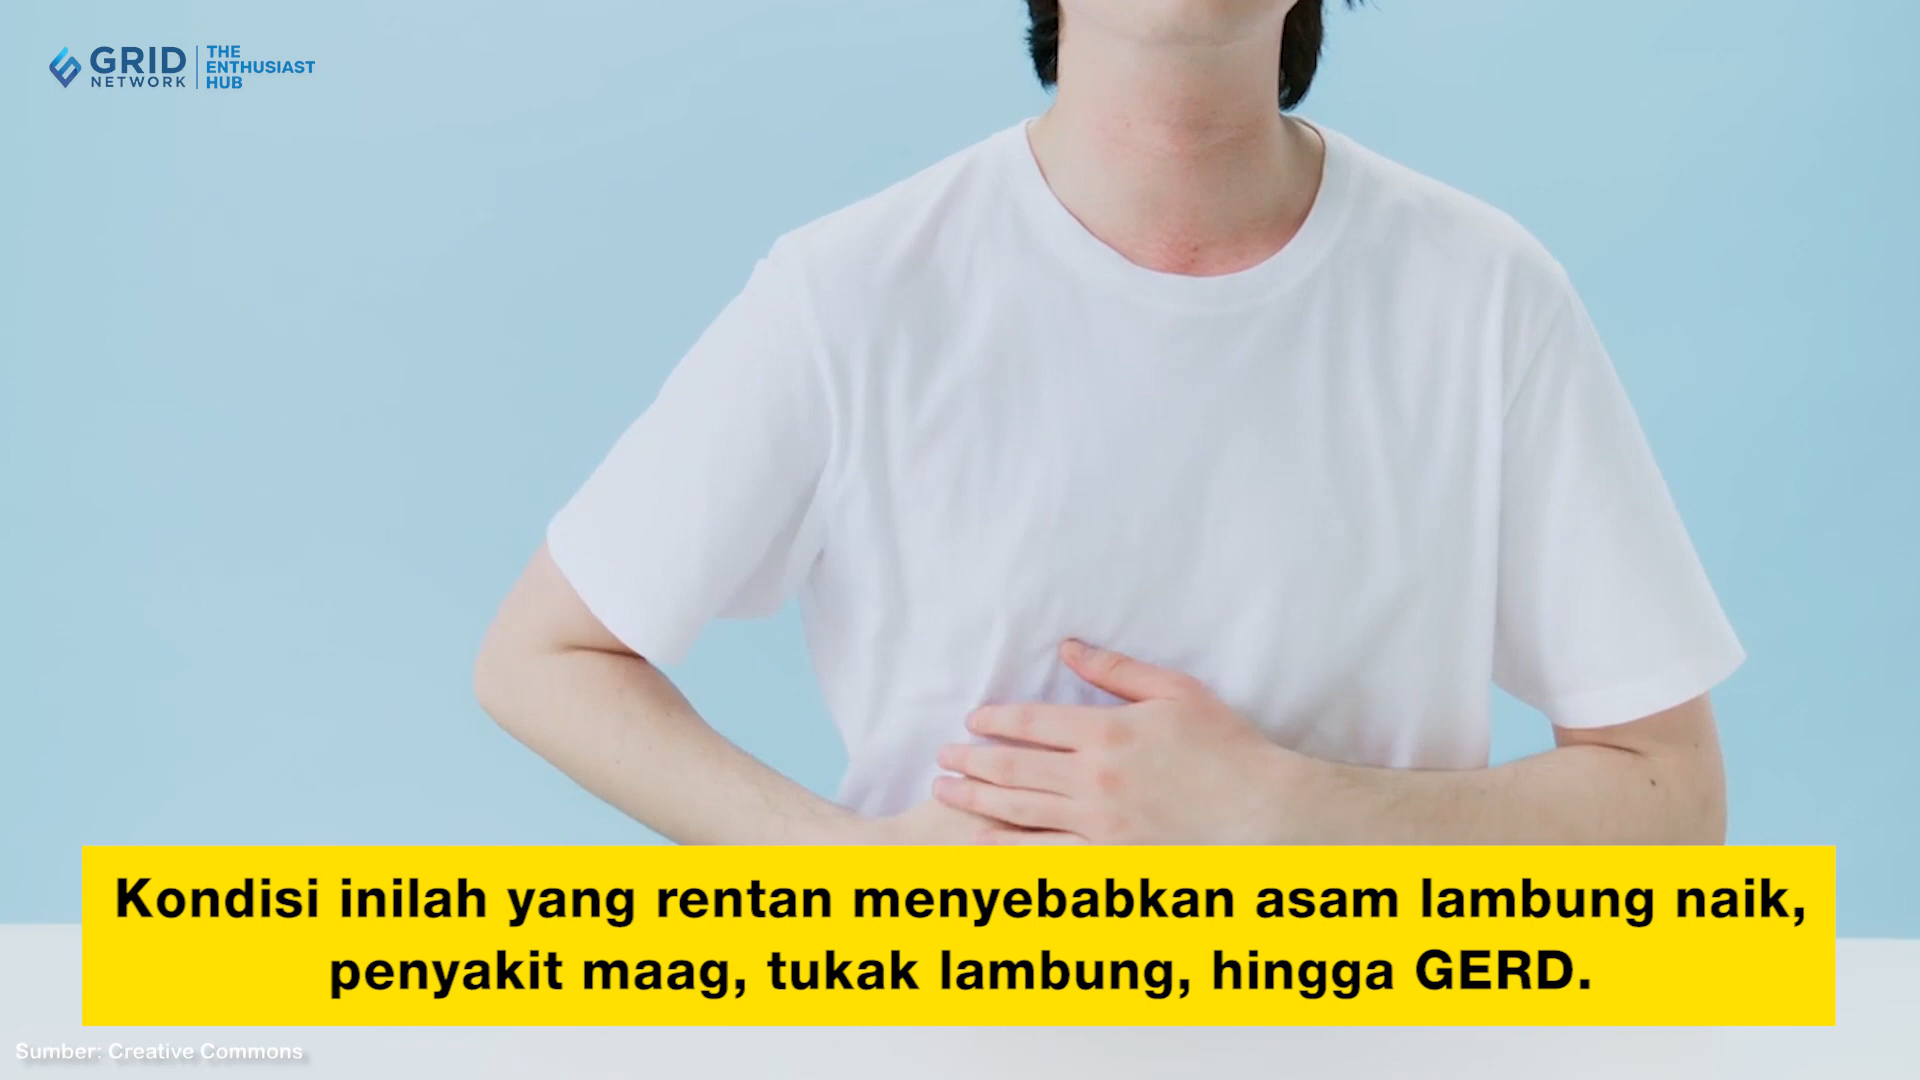 GRID
NETWORK
THE
ENTHUSIAST
HUB
Kondisi inilah yang rentan menyebabkan asam lambung naik,
penyakit maag, tukak lambung, hingga GERD.
Sumber: Creative Commons